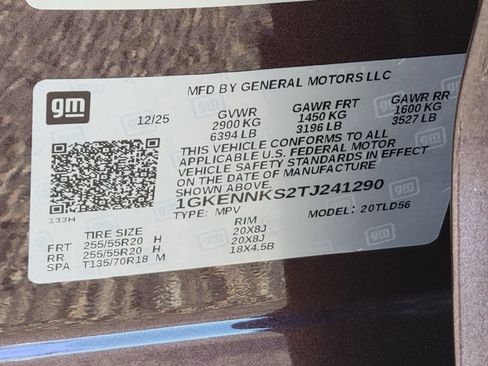 gm
MFD BY GENERAL MOTORS LLC
12/25
GVWR GAWR FRT GAWR RR
2900 KG 1450 KG 1600 KG
6394 LB 3196 LB 3527 LB
THIS VEHICLE CONFORMS TO ALL
APPLICABLE U.S. FEDERAL MOTOR
VEHICLE SAFETY STANDARDS IN EFFECT
ON THE DATE OF MANUFACTURE
SHOWN ABOVE.
1GKENNKS2TJ241290
TYPE: MPV MODEL: 20TLD56
133H
TIRE SIZE RIM
FRT 255/55R20 H 20X8J
RR 255/55R20 H 20X8J
SPA T135/70R18 M 18X4.5B